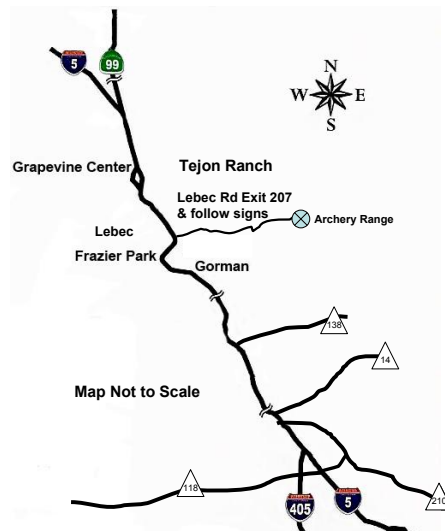 N
W E
S
5
99
Grapevine Center
Tejon Ranch
Lebec Rd Exit 207
& follow signs
Archery Range
Lebec
Frazier Park
Gorman
138
14
Map Not to Scale
118
405
5
210